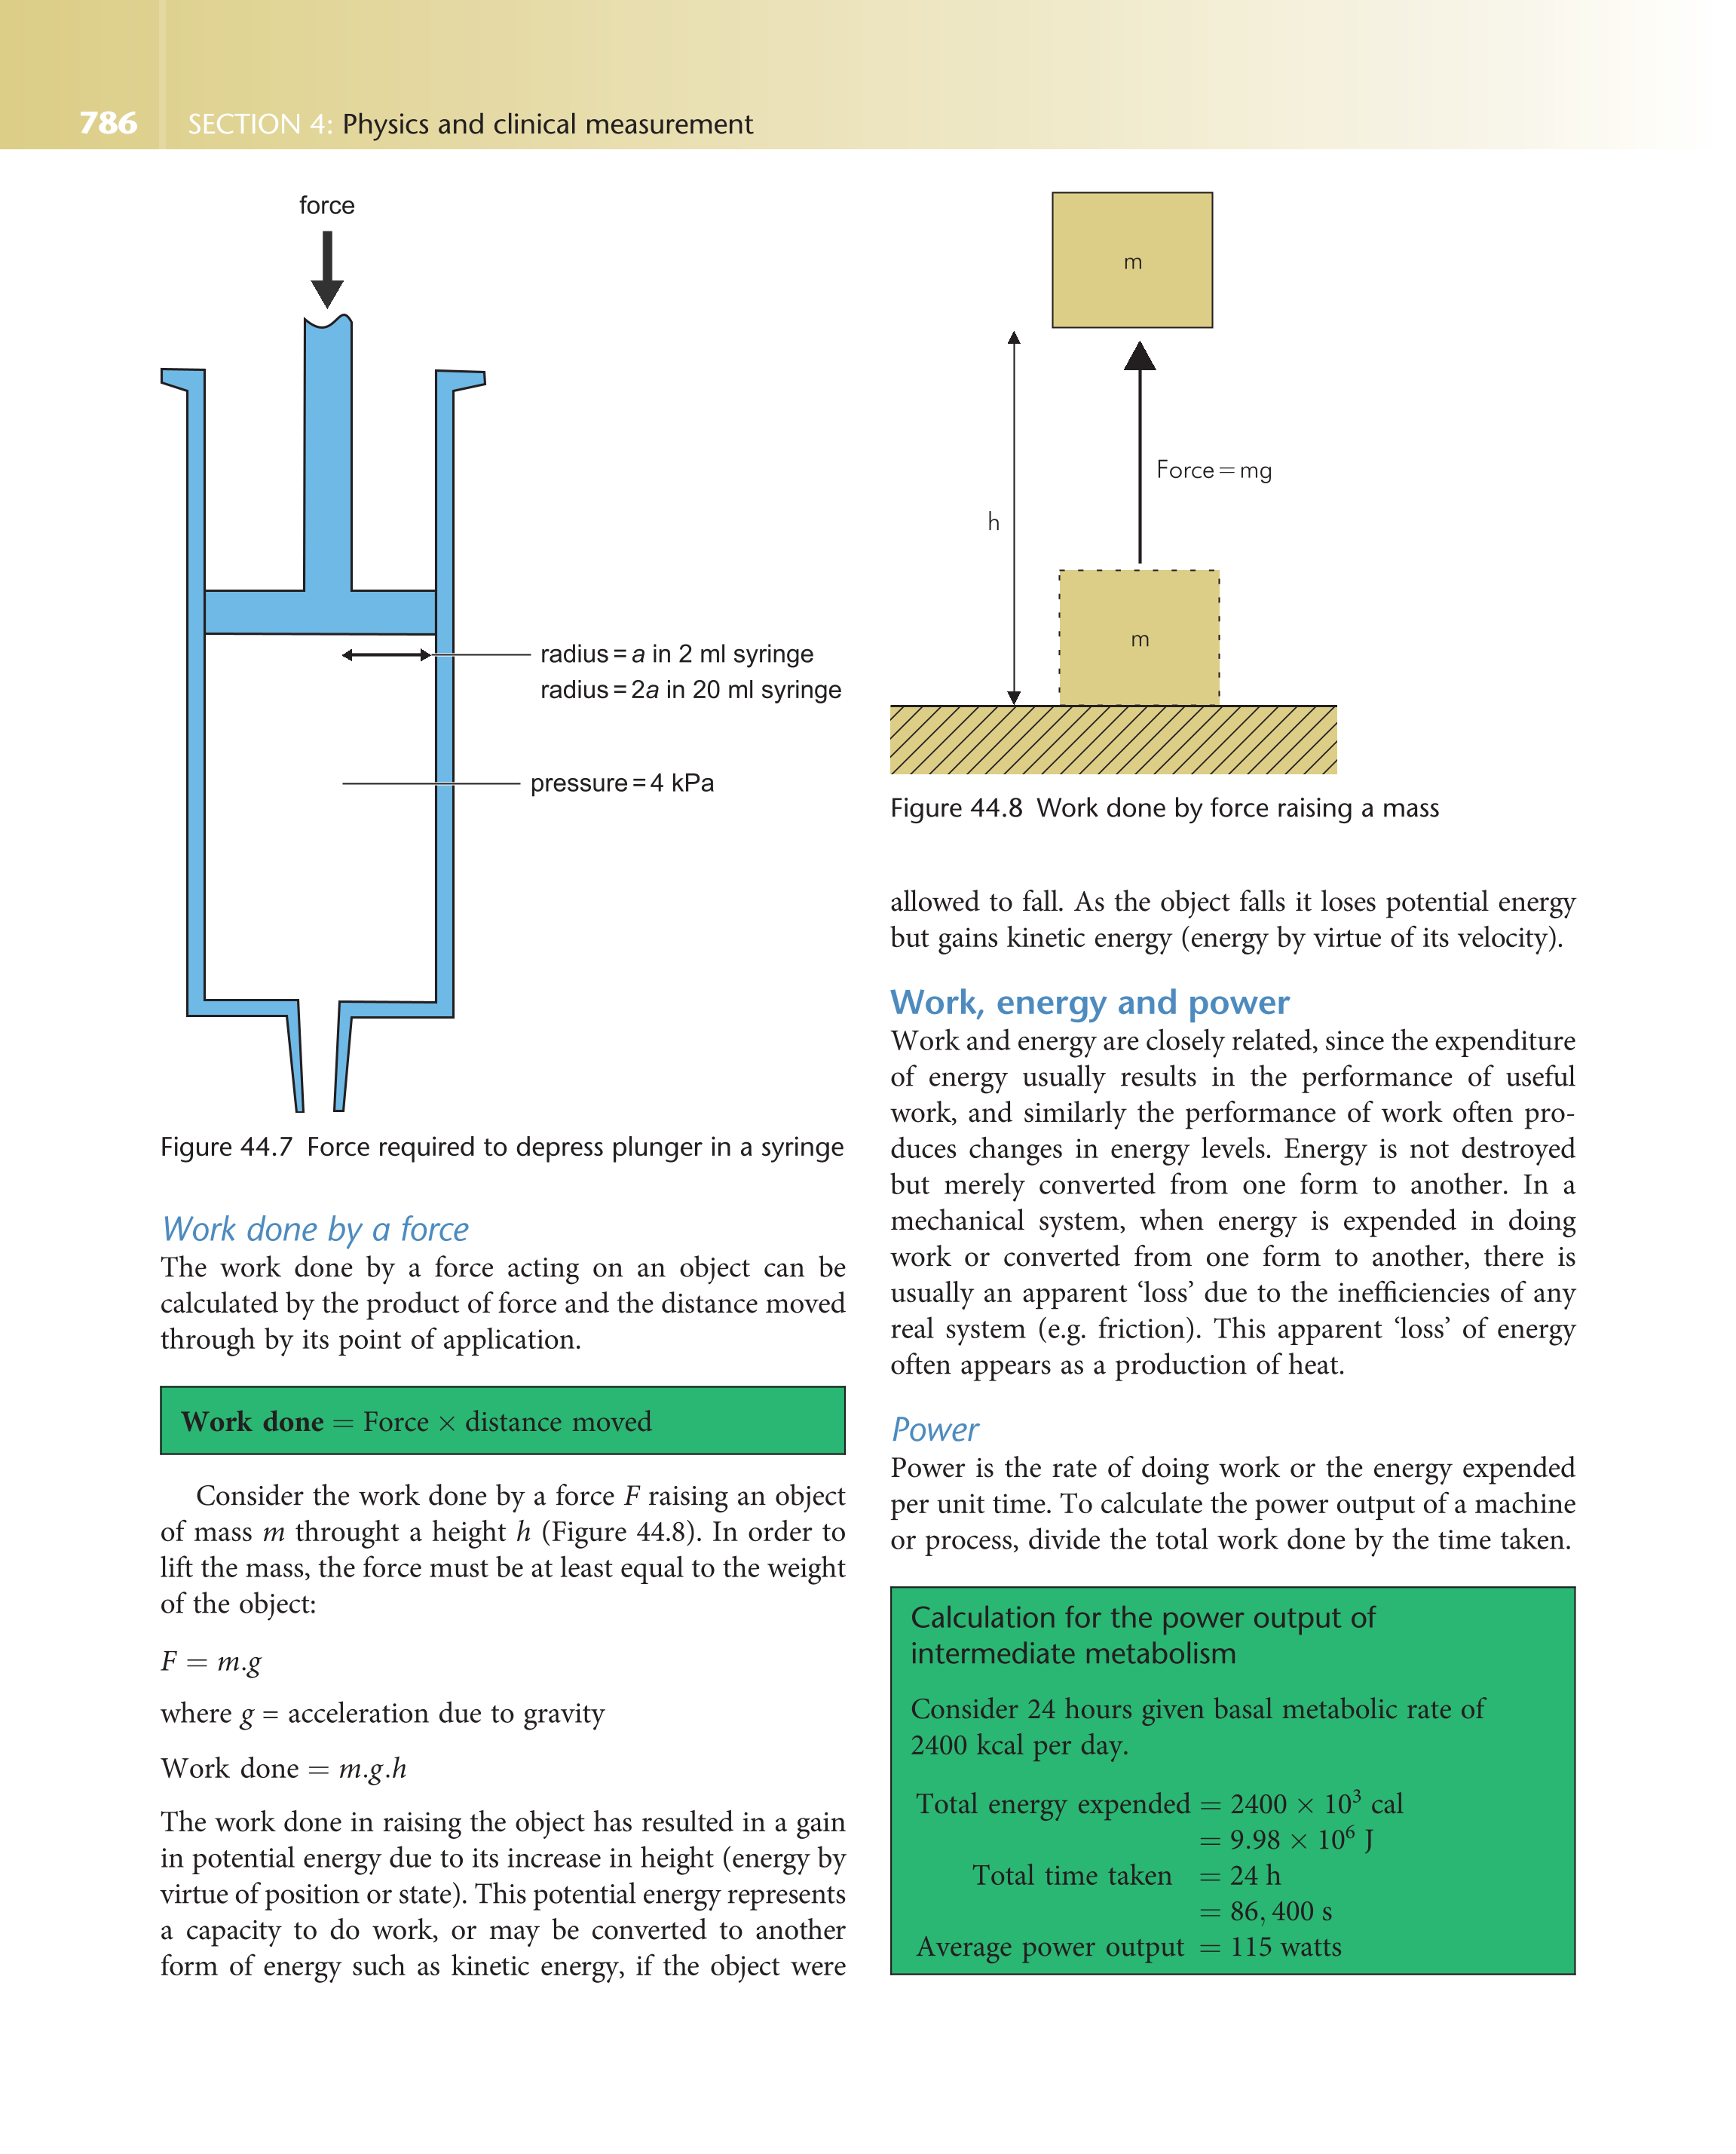 786 SECTION 4: Physics and clinical measurement
force
radius = a in 2 ml syringe
radius = 2a in 20 ml syringe
pressure = 4 kPa
Figure 44.7 Force required to depress plunger in a syringe
Work done by a force
The work done by a force acting on an object can be
calculated by the product of force and the distance moved
through by its point of application.
Work done = Force × distance moved
Consider the work done by a force F raising an object
of mass m throught a height h (Figure 44.8). In order to
lift the mass, the force must be at least equal to the weight
of the object:
F = m.g
where g = acceleration due to gravity
Work done = m.g.h
The work done in raising the object has resulted in a gain
in potential energy due to its increase in height (energy by
virtue of position or state). This potential energy represents
a capacity to do work, or may be converted to another
form of energy such as kinetic energy, if the object were
m
Force = mg
h
m
Figure 44.8 Work done by force raising a mass
allowed to fall. As the object falls it loses potential energy
but gains kinetic energy (energy by virtue of its velocity).
Work, energy and power
Work and energy are closely related, since the expenditure
of energy usually results in the performance of useful
work, and similarly the performance of work often pro-
duces changes in energy levels. Energy is not destroyed
but merely converted from one form to another. In a
mechanical system, when energy is expended in doing
work or converted from one form to another, there is
usually an apparent ‘loss’ due to the inefficiencies of any
real system (e.g. friction). This apparent ‘loss’ of energy
often appears as a production of heat.
Power
Power is the rate of doing work or the energy expended
per unit time. To calculate the power output of a machine
or process, divide the total work done by the time taken.
Calculation for the power output of
intermediate metabolism
Consider 24 hours given basal metabolic rate of
2400 kcal per day.
Total energy expended = 2400 × 10³ cal
= 9.98 × 10⁶ J
Total time taken = 24 h
= 86, 400 s
Average power output = 115 watts